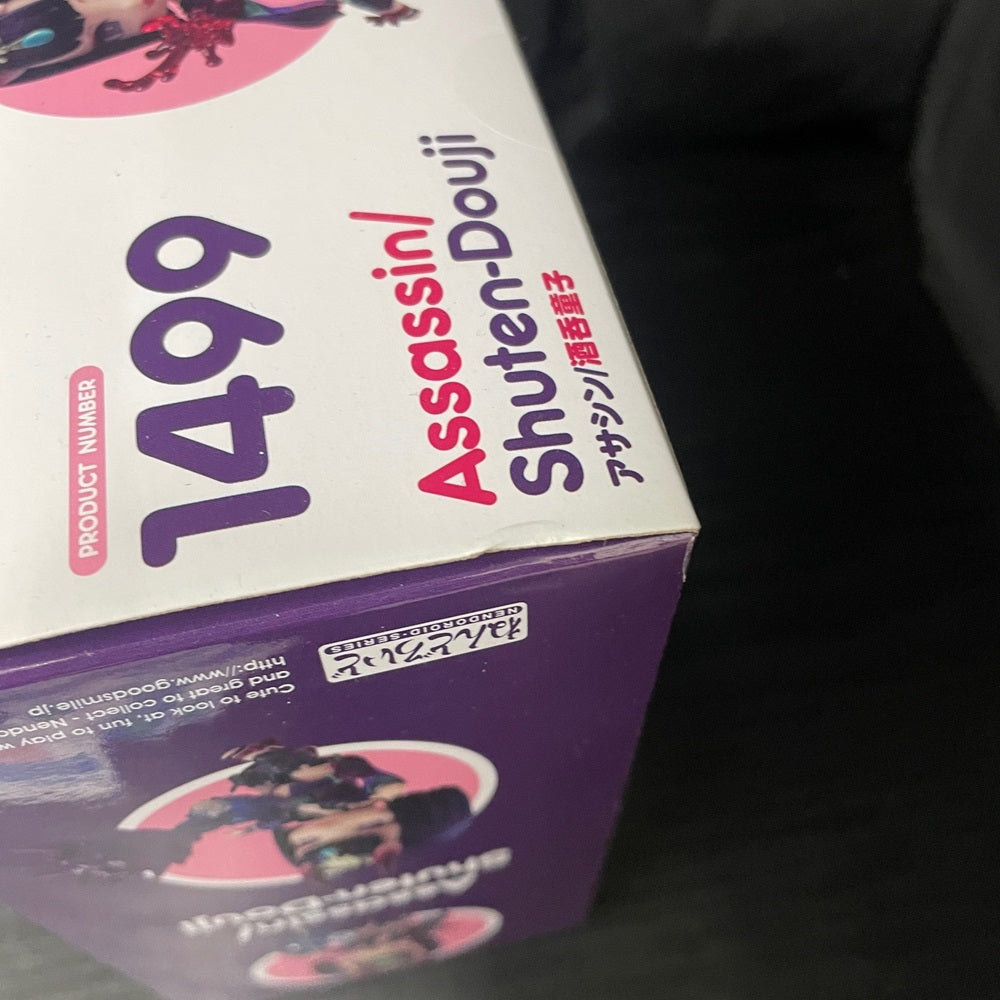 PRODUCT NUMBER
1499
Assassin/
Shuten-Douji
アサシン/酒呑童子
ねんどろいど
NENDOROID-SERIES
Cute to look at, fun to play
and great to collect - Nendo
http://www.goodsmile.jp
Assassin/
Shuten-Douji